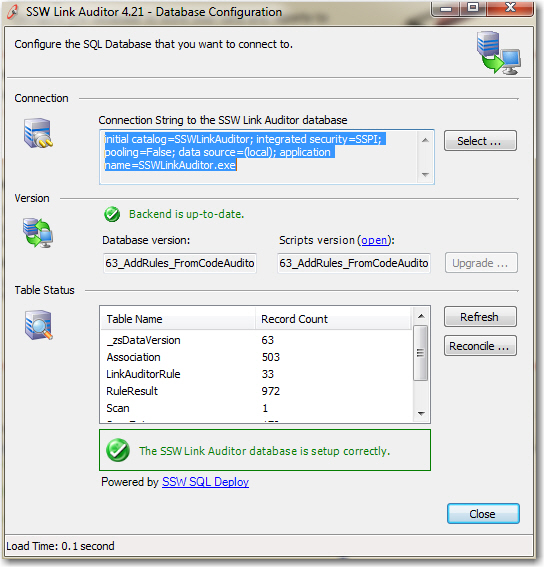 SSW Link Auditor 4.21 - Database Configuration
Configure the SQL Database that you want to connect to.
Connection
Connection String to the SSW Link Auditor database
initial catalog=SSWLinkAuditor; integrated security=SSPI;
pooling=False; data source=(local); application
name=SSWLinkAuditor.exe
Select ...
Version
Backend is up-to-date.
Database version:
Scripts version (open):
63_AddRules_FromCodeAudito
63_AddRules_FromCodeAudito
Upgrade ...
Table Status
Table Name Record Count
_zsDataVersion 63
Association 503
LinkAuditorRule 33
RuleResult 972
Scan 1
Refresh
Reconcile ...
The SSW Link Auditor database is setup correctly.
Powered by SSW SQL Deploy
Close
Load Time: 0.1 second